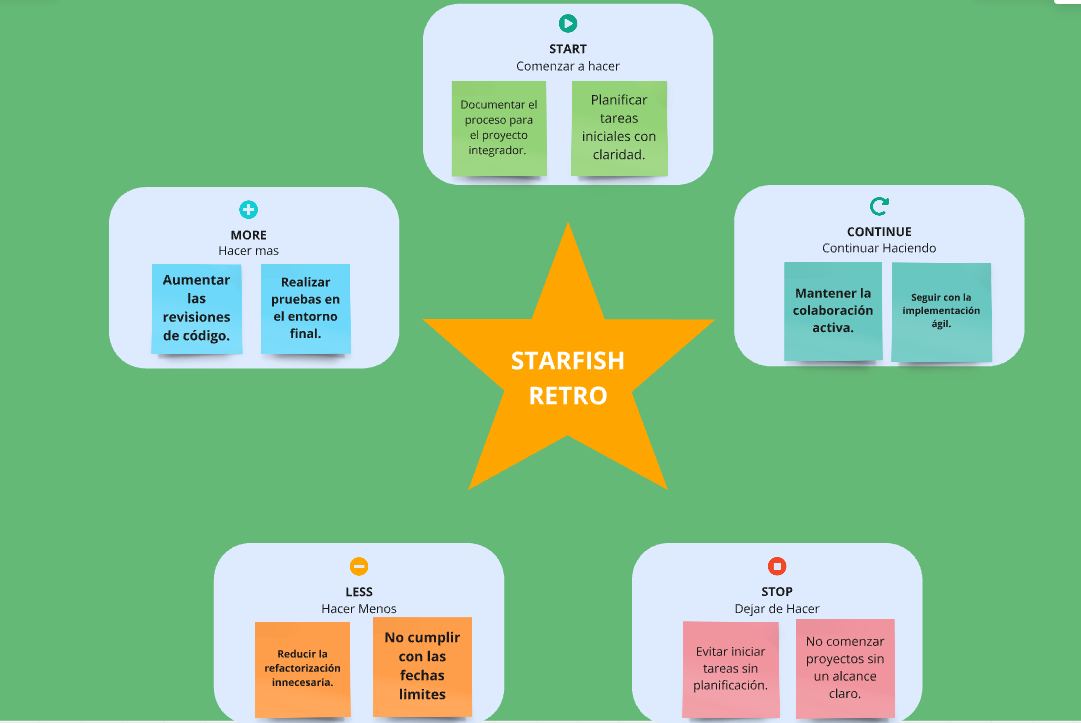 START
Comenzar a hacer
Documentar el
proceso para
el proyecto
integrador.
Planificar
tareas
iniciales con
claridad.
MORE
Hacer mas
Aumentar
las
revisiones
de código.
Realizar
pruebas en
el entorno
final.
CONTINUE
Continuar Haciendo
Mantener la
colaboración
activa.
Seguir con la
implementación
ágil.
STARFISH
RETRO
LESS
Hacer Menos
Reducir la
refactorización
innecesaria.
No cumplir
con las
fechas
limites
STOP
Dejar de Hacer
Evitar iniciar
tareas sin
planificación.
No comenzar
proyectos sin
un alcance
claro.